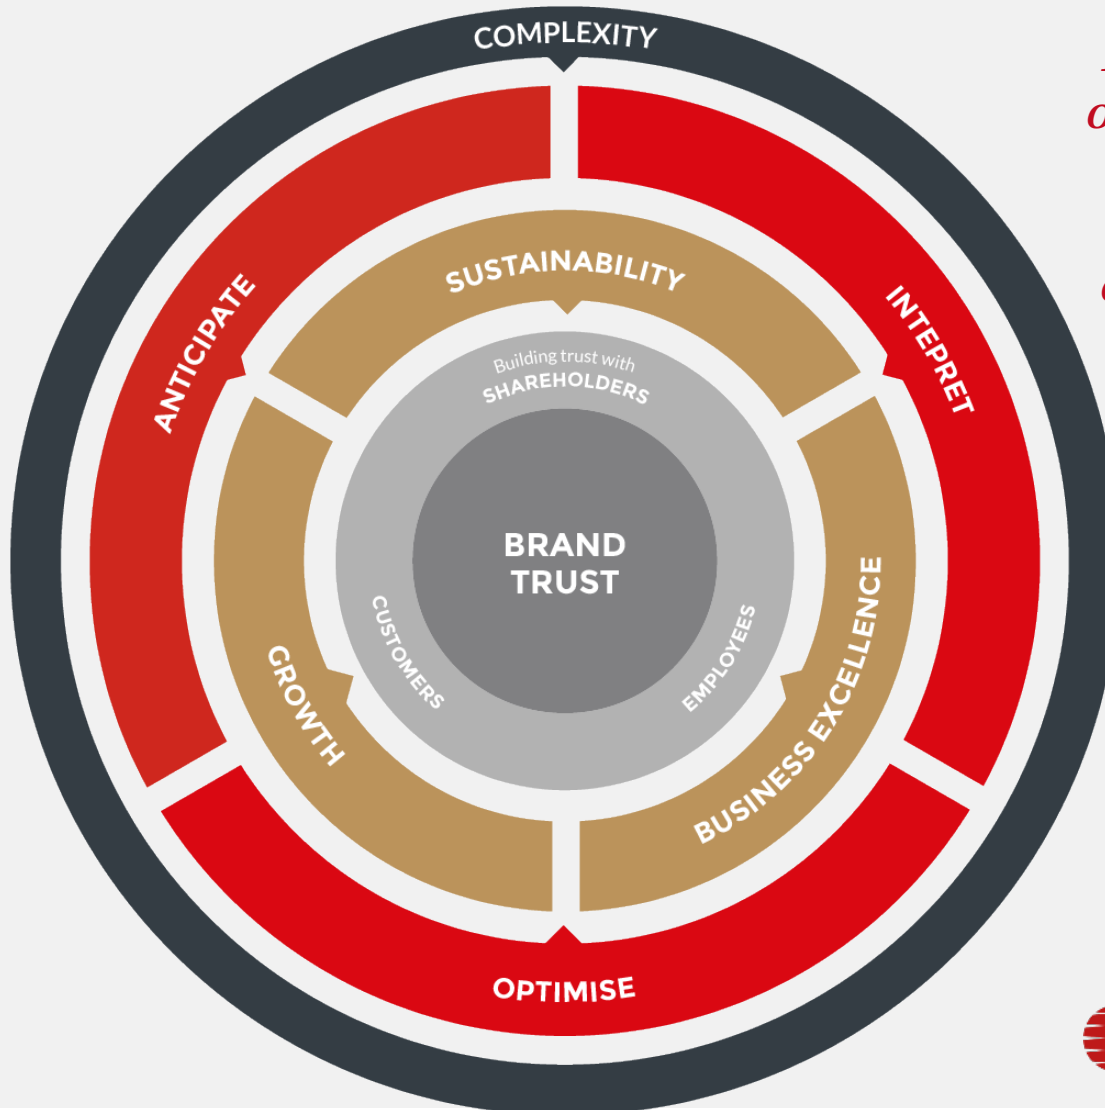 COMPLEXITY
ANTICIPATE
INTEPRET
OPTIMISE
SUSTAINABILITY
GROWTH
BUSINESS EXCELLENCE
Building trust with
SHAREHOLDERS
CUSTOMERS
EMPLOYEES
BRAND
TRUST